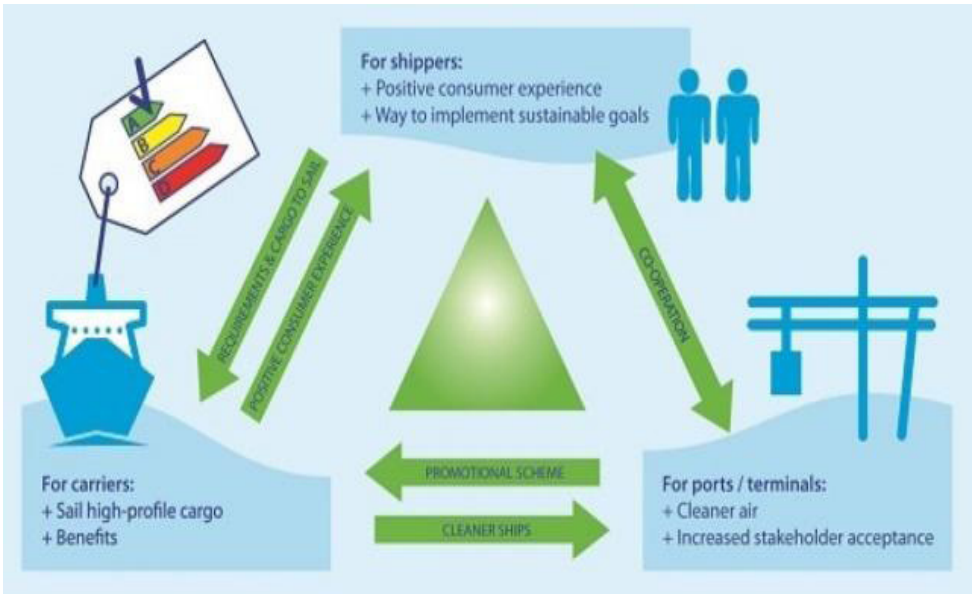 For shippers:
+ Positive consumer experience
+ Way to implement sustainable goals
A
B
C
D
REQUIREMENTS & CARGO TO SAIL
POSITIVE CONSUMER EXPERIENCE
CO-OPERATION
For carriers:
+ Sail high-profile cargo
+ Benefits
PROMOTIONAL SCHEME
CLEANER SHIPS
For ports / terminals:
+ Cleaner air
+ Increased stakeholder acceptance